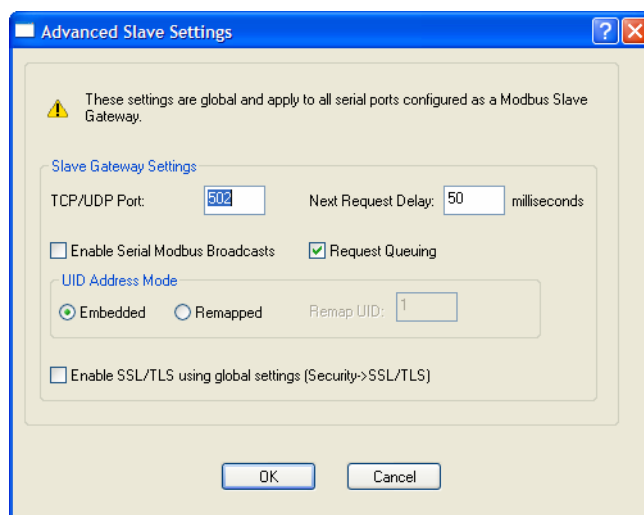 Advanced Slave Settings
These settings are global and apply to all serial ports configured as a Modbus Slave
Gateway.
Slave Gateway Settings
TCP/UDP Port: 502 Next Request Delay: 50 milliseconds
Enable Serial Modbus Broadcasts Request Queuing
UID Address Mode
Embedded Remapped Remap UID: 1
Enable SSL/TLS using global settings (Security->SSL/TLS)
OK Cancel